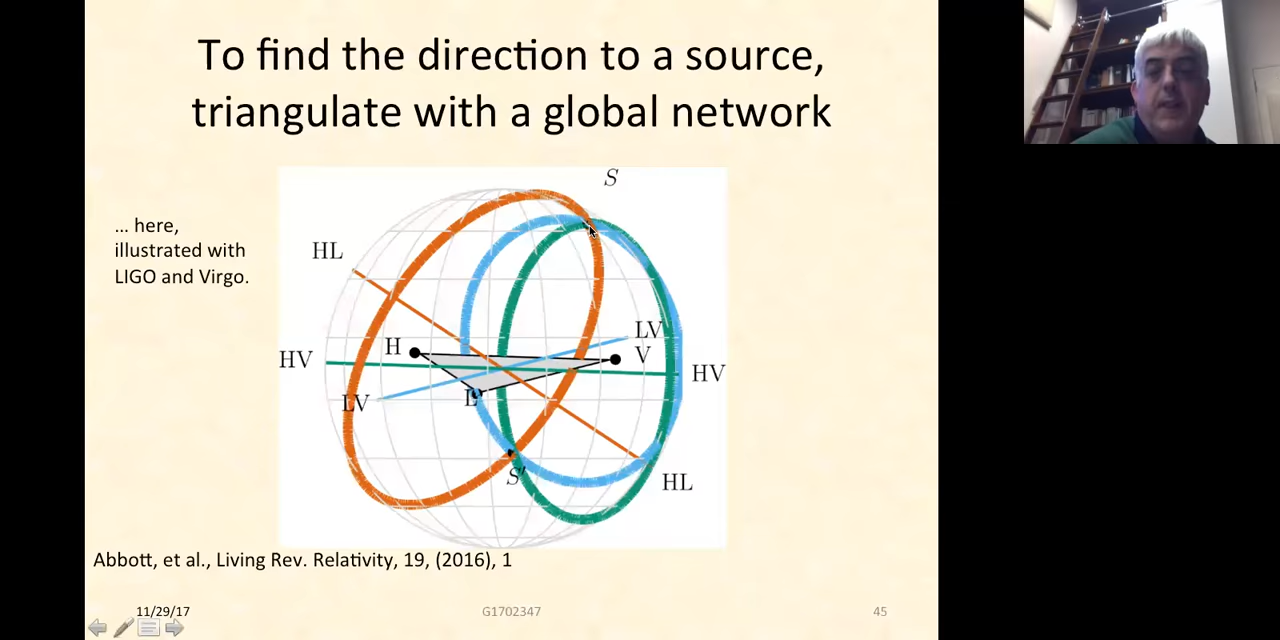 To find the direction to a source,
triangulate with a global network
... here,
illustrated with
LIGO and Virgo.
S
HL
LV
H
V
HV
HV
LV
L
S'
HL
Abbott, et al., Living Rev. Relativity, 19, (2016), 1
11/29/17
G1702347
45